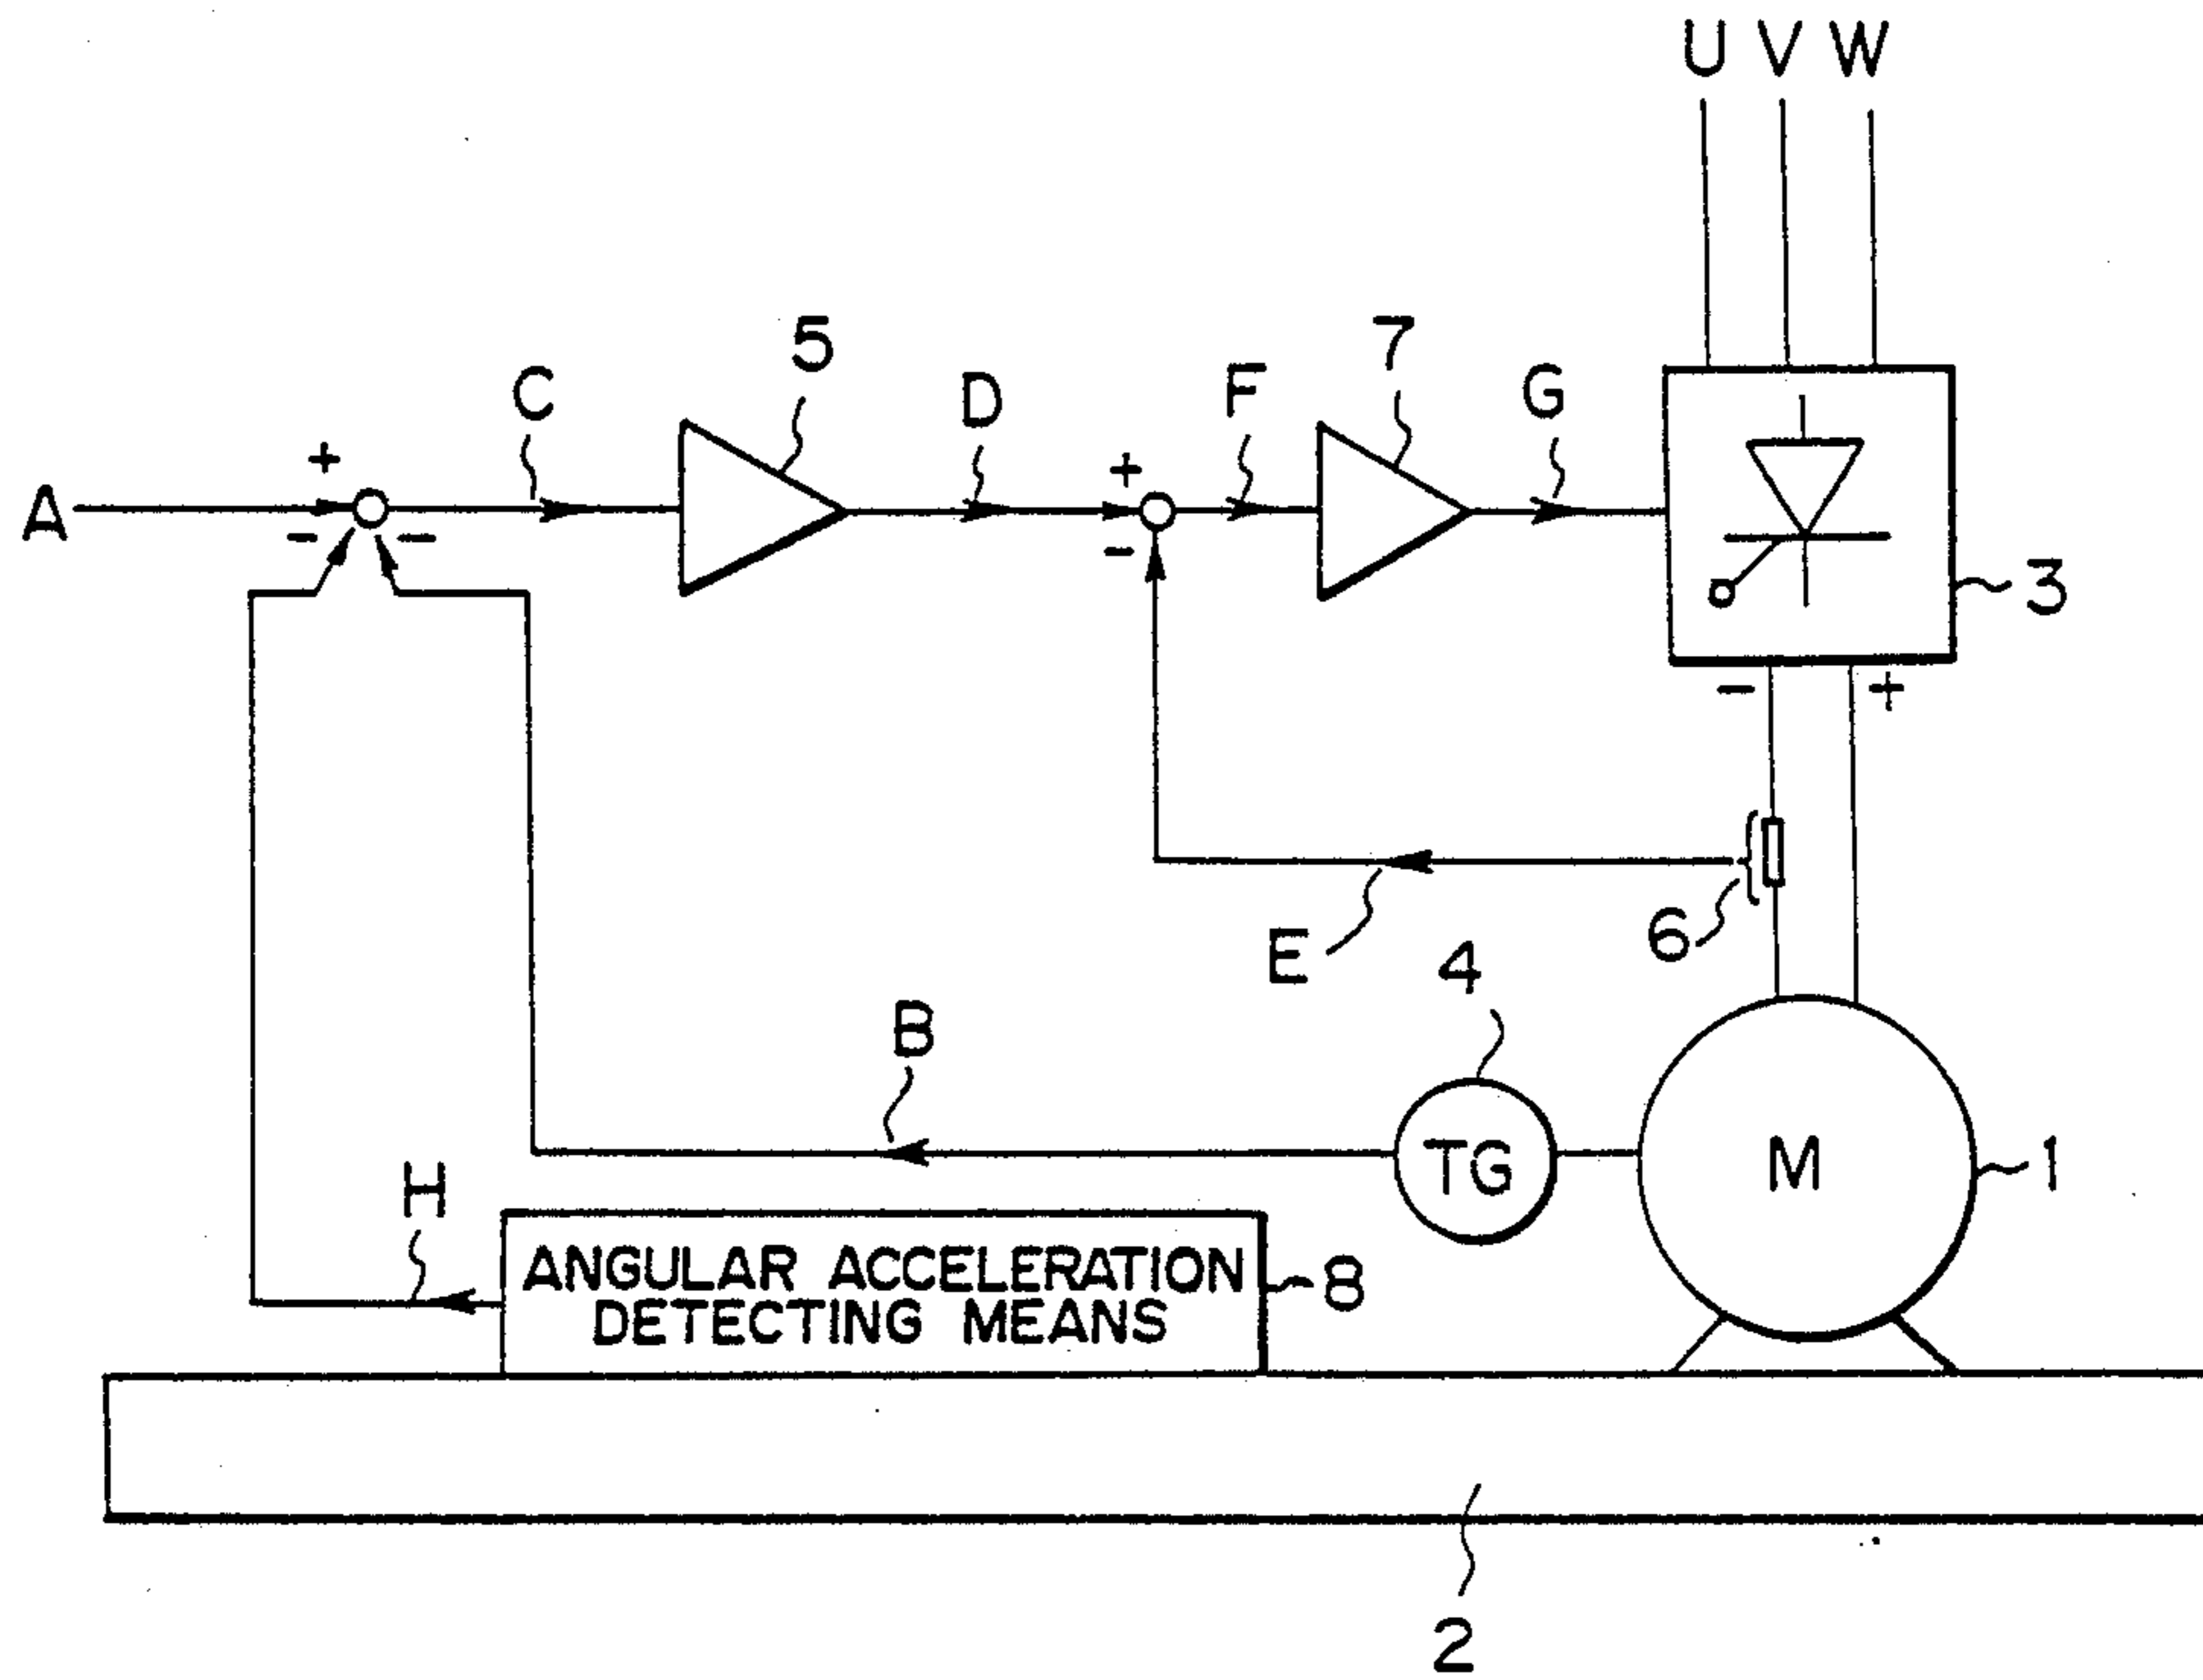 U V W
5
7
C
D
F
G
+
+
A
-
-
-
3
-
+
6
E
4
B
TG
M
1
H
ANGULAR ACCELERATION
DETECTING MEANS
8
2